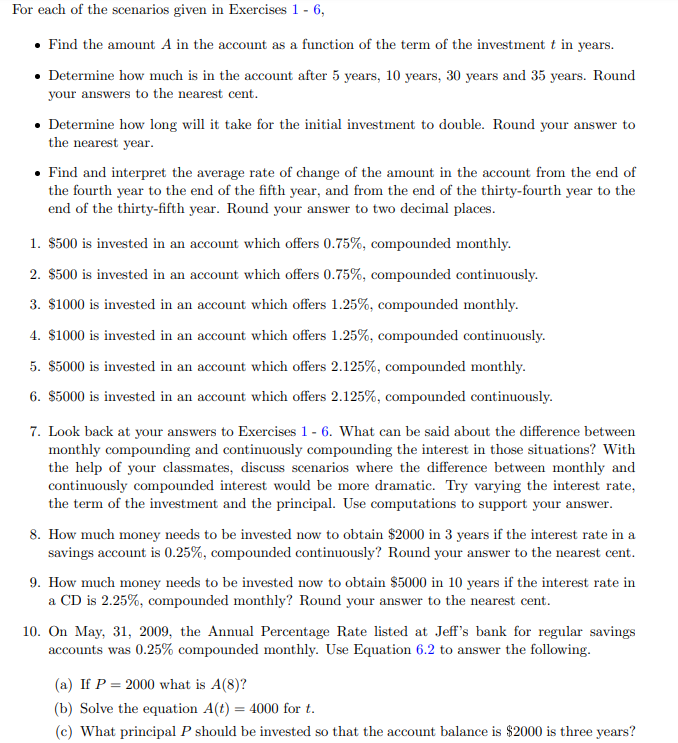 For each of the scenarios given in Exercises 1 - 6,
• Find the amount A in the account as a function of the term of the investment t in years.
• Determine how much is in the account after 5 years, 10 years, 30 years and 35 years. Round
your answers to the nearest cent.
• Determine how long will it take for the initial investment to double. Round your answer to
the nearest year.
• Find and interpret the average rate of change of the amount in the account from the end of
the fourth year to the end of the fifth year, and from the end of the thirty-fourth year to the
end of the thirty-fifth year. Round your answer to two decimal places.
1. $500 is invested in an account which offers 0.75%, compounded monthly.
2. $500 is invested in an account which offers 0.75%, compounded continuously.
3. $1000 is invested in an account which offers 1.25%, compounded monthly.
4. $1000 is invested in an account which offers 1.25%, compounded continuously.
5. $5000 is invested in an account which offers 2.125%, compounded monthly.
6. $5000 is invested in an account which offers 2.125%, compounded continuously.
7. Look back at your answers to Exercises 1 - 6. What can be said about the difference between
monthly compounding and continuously compounding the interest in those situations? With
the help of your classmates, discuss scenarios where the difference between monthly and
continuously compounded interest would be more dramatic. Try varying the interest rate,
the term of the investment and the principal. Use computations to support your answer.
8. How much money needs to be invested now to obtain $2000 in 3 years if the interest rate in a
savings account is 0.25%, compounded continuously? Round your answer to the nearest cent.
9. How much money needs to be invested now to obtain $5000 in 10 years if the interest rate in
a CD is 2.25%, compounded monthly? Round your answer to the nearest cent.
10. On May, 31, 2009, the Annual Percentage Rate listed at Jeff's bank for regular savings
accounts was 0.25% compounded monthly. Use Equation 6.2 to answer the following.
(a) If P = 2000 what is A(8)?
(b) Solve the equation A(t) = 4000 for t.
(c) What principal P should be invested so that the account balance is $2000 is three years?